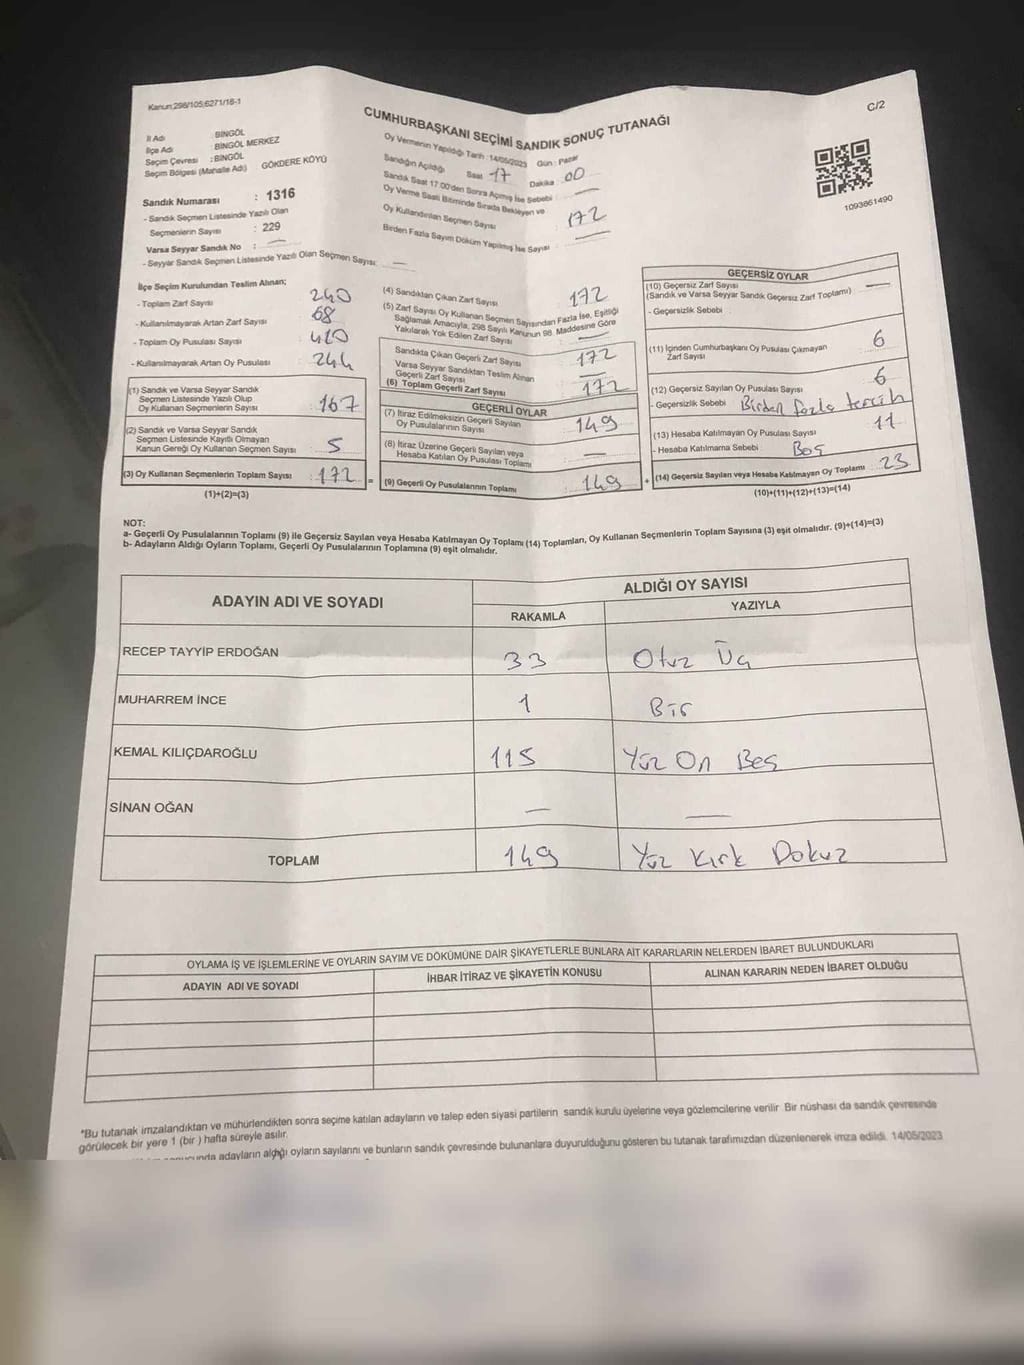 Kanun:298/105;6271/18-1
C/2
CUMHURBAŞKANI SEÇİMİ SANDIK SONUÇ TUTANAĞI
İl Adı : BİNGÖL
İlçe Adı : BİNGÖL MERKEZ
Seçim Çevresi : BİNGÖL
Seçim Bölgesi (Mahalle Adı) GÖKDERE KÖYÜ
Sandık Numarası : 1316
- Sandık Seçmen Listesinde Yazılı Olan
Seçmenlerin Sayısı : 229
Varsa Seyyar Sandık No : —
- Seyyar Sandık Seçmen Listesinde Yazılı Olan Seçmen Sayısı: —
Oy Vermenin Yapıldığı Tarih : 14/05/2023 Gün : Pazar
Sandığın Açıldığı Saat 17 Dakika : 00
Sandık Saat 17:00'den Sonra Açılmış İse Sebebi : —
Oy Verme Saati Bitiminde Sırada Bekleyen ve
Oy Kullandırılan Seçmen Sayısı 172
Birden Fazla Sayım Döküm Yapılmış İse Sayısı : —
1093861490
İlçe Seçim Kurulundan Teslim Alınan;
- Toplam Zarf Sayısı : 240
- Kullanılmayarak Artan Zarf Sayısı : 68
- Toplam Oy Pusulası Sayısı : 410
- Kullanılmayarak Artan Oy Pusulası : 244
(1) Sandık ve Varsa Seyyar Sandık
Seçmen Listesinde Yazılı Olup
Oy Kullanan Seçmenlerin Sayısı : 167
(2) Sandık ve Varsa Seyyar Sandık
Seçmen Listesinde Kayıtlı Olmayan
Kanun Gereği Oy Kullanan Seçmen Sayısı : 5
(3) Oy Kullanan Seçmenlerin Toplam Sayısı : 172 =
(1)+(2)=(3)
(4) Sandıktan Çıkan Zarf Sayısı : 172
(5) Zarf Sayısı Oy Kullanan Seçmen Sayısından Fazla İse, Eşitliği
Sağlamak Amacıyla, 298 Sayılı Kanunun 98. Maddesine Göre
Yakılarak Yok Edilen Zarf Sayısı : —
Sandıkta Çıkan Geçerli Zarf Sayısı : 172
Varsa Seyyar Sandıktan Teslim Alınan
Geçerli Zarf Sayısı : —
(6) Toplam Geçerli Zarf Sayısı : 172
GEÇERLİ OYLAR
(7) İtiraz Edilmeksizin Geçerli Sayılan
Oy Pusulalarının Sayısı : 149
(8) İtiraz Üzerine Geçerli Sayılan veya
Hesaba Katılan Oy Pusulası Toplamı : —
(9) Geçerli Oy Pusulalarının Toplamı : 149 +
GEÇERSİZ OYLAR
(10) Geçersiz Zarf Sayısı
(Sandık ve Varsa Seyyar Sandık Geçersiz Zarf Toplamı) : —
- Geçersizlik Sebebi :
(11) İçinden Cumhurbaşkanı Oy Pusulası Çıkmayan
Zarf Sayısı : 6
(12) Geçersiz Sayılan Oy Pusulası Sayısı : 6
- Geçersizlik Sebebi : Birden fazla tercih
(13) Hesaba Katılmayan Oy Pusulası Sayısı : 11
- Hesaba Katılmama Sebebi : Boş
(14) Geçersiz Sayılan veya Hesaba Katılmayan Oy Toplamı : 23
(10)+(11)+(12)+(13)=(14)
NOT:
a- Geçerli Oy Pusulalarının Toplamı (9) ile Geçersiz Sayılan veya Hesaba Katılmayan Oy Toplamı (14) Toplamları, Oy Kullanan Seçmenlerin Toplam Sayısına (3) eşit olmalıdır. (9)+(14)=(3)
b- Adayların Aldığı Oyların Toplamı, Geçerli Oy Pusulalarının Toplamına (9) eşit olmalıdır.
ADAYIN ADI VE SOYADI ALDIĞI OY SAYISI
RAKAMLA YAZIYLA
RECEP TAYYİP ERDOĞAN 33 Otuz Üç
MUHARREM İNCE 1 Bir
KEMAL KILIÇDAROĞLU 115 Yüz On Beş
SİNAN OĞAN — —
TOPLAM 149 Yüz Kırk Dokuz
OYLAMA İŞ VE İŞLEMLERİNE VE OYLARIN SAYIM VE DÖKÜMÜNE DAİR ŞİKAYETLERLE BUNLARA AİT KARARLARIN NELERDEN İBARET BULUNDUKLARI
ADAYIN ADI VE SOYADI İHBAR İTİRAZ VE ŞİKAYETİN KONUSU ALINAN KARARIN NEDEN İBARET OLDUĞU
*Bu tutanak imzalandıktan ve mühürlendikten sonra seçime katılan adayların ve talep eden siyasi partilerin sandık kurulu üyelerine veya gözlemcilerine verilir. Bir nüshası da sandık çevresinde
görülecek bir yere 1 (bir ) hafta süreyle asılır.
adayların aldığı oyların sayılarını ve bunların sandık çevresinde bulunanlara duyurulduğunu gösteren bu tutanak tarafımızdan düzenlenerek imza edildi. 14/05/2023